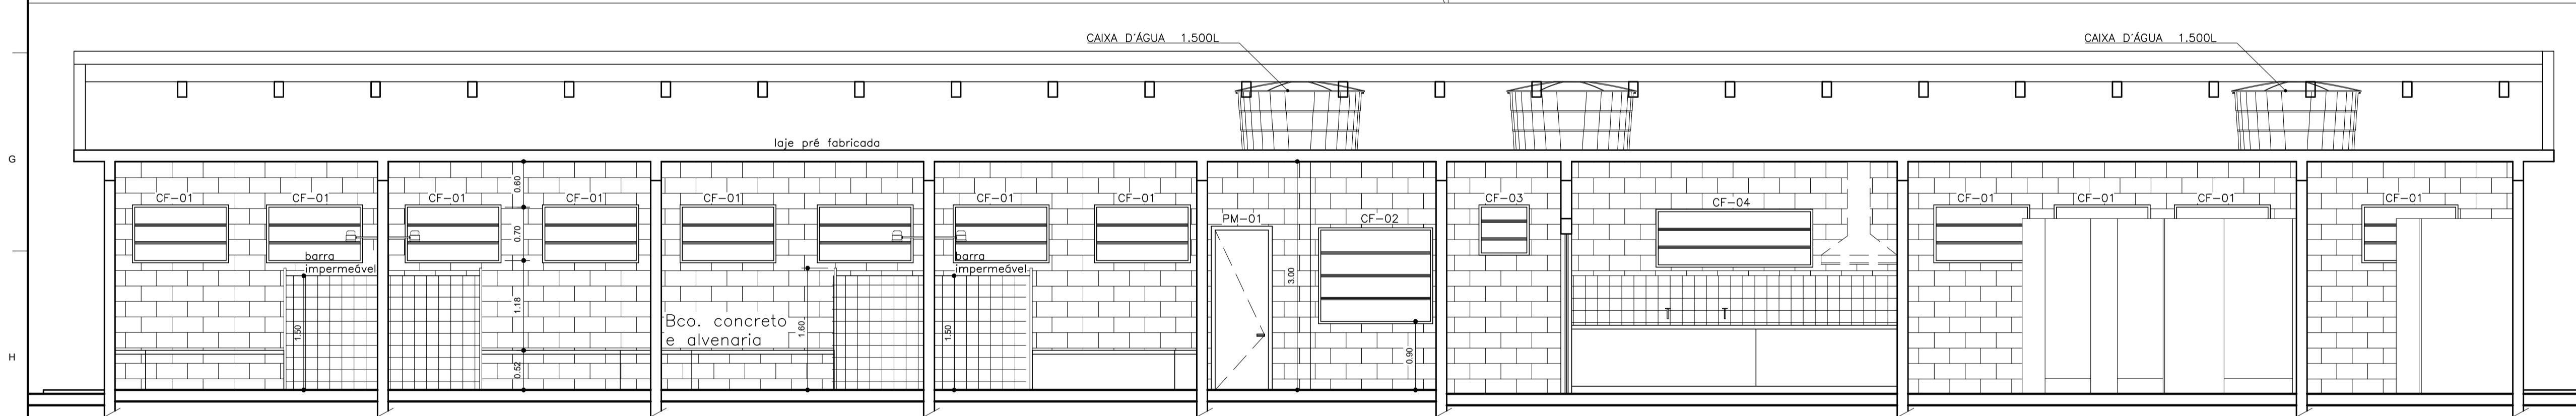 CAIXA D'ÁGUA 1.500L
CAIXA D'ÁGUA 1.500L
G
laje pré fabricada
0.60
CF-01
CF-01
CF-01
CF-01
CF-01
CF-01
CF-01
CF-03
CF-04
CF-01
CF-01
CF-01
CF-01
PM-01
CF-02
0.70
barra
impermeável
barra
impermeável
3.00
1.18
1.50
Bco. concreto
e alvenaria
1.60
1.50
0.90
H
0.52